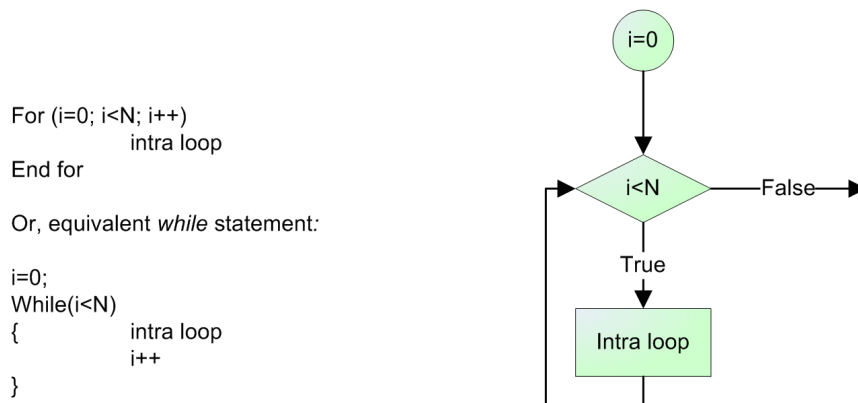 For (i=0; i<N; i++)
intra loop
End for
Or, equivalent while statement:
i=0;
While(i<N)
{ intra loop
i++
}
i=0
i<N
False
True
Intra loop